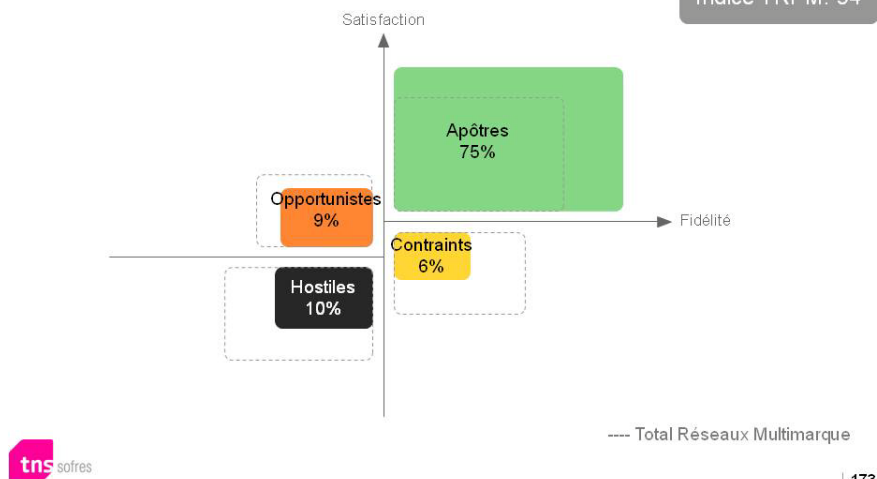 Satisfaction
Apôtres
75%
Opportunistes
9%
Fidélité
Contraints
6%
Hostiles
10%
---- Total Réseaux Multimarque
tns sofres